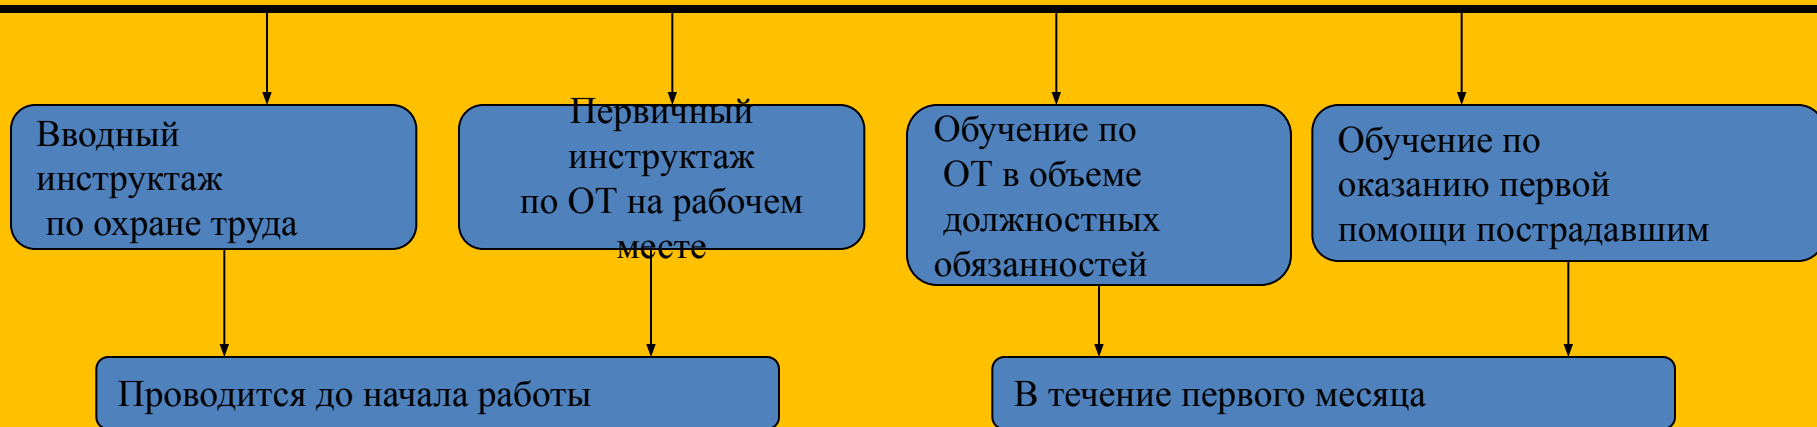 Вводный
инструктаж
по охране труда
Первичный
инструктаж
по ОТ на рабочем
месте
Обучение по
ОТ в объеме
должностных
обязанностей
Обучение по
оказанию первой
помощи пострадавшим
Проводится до начала работы
В течение первого месяца